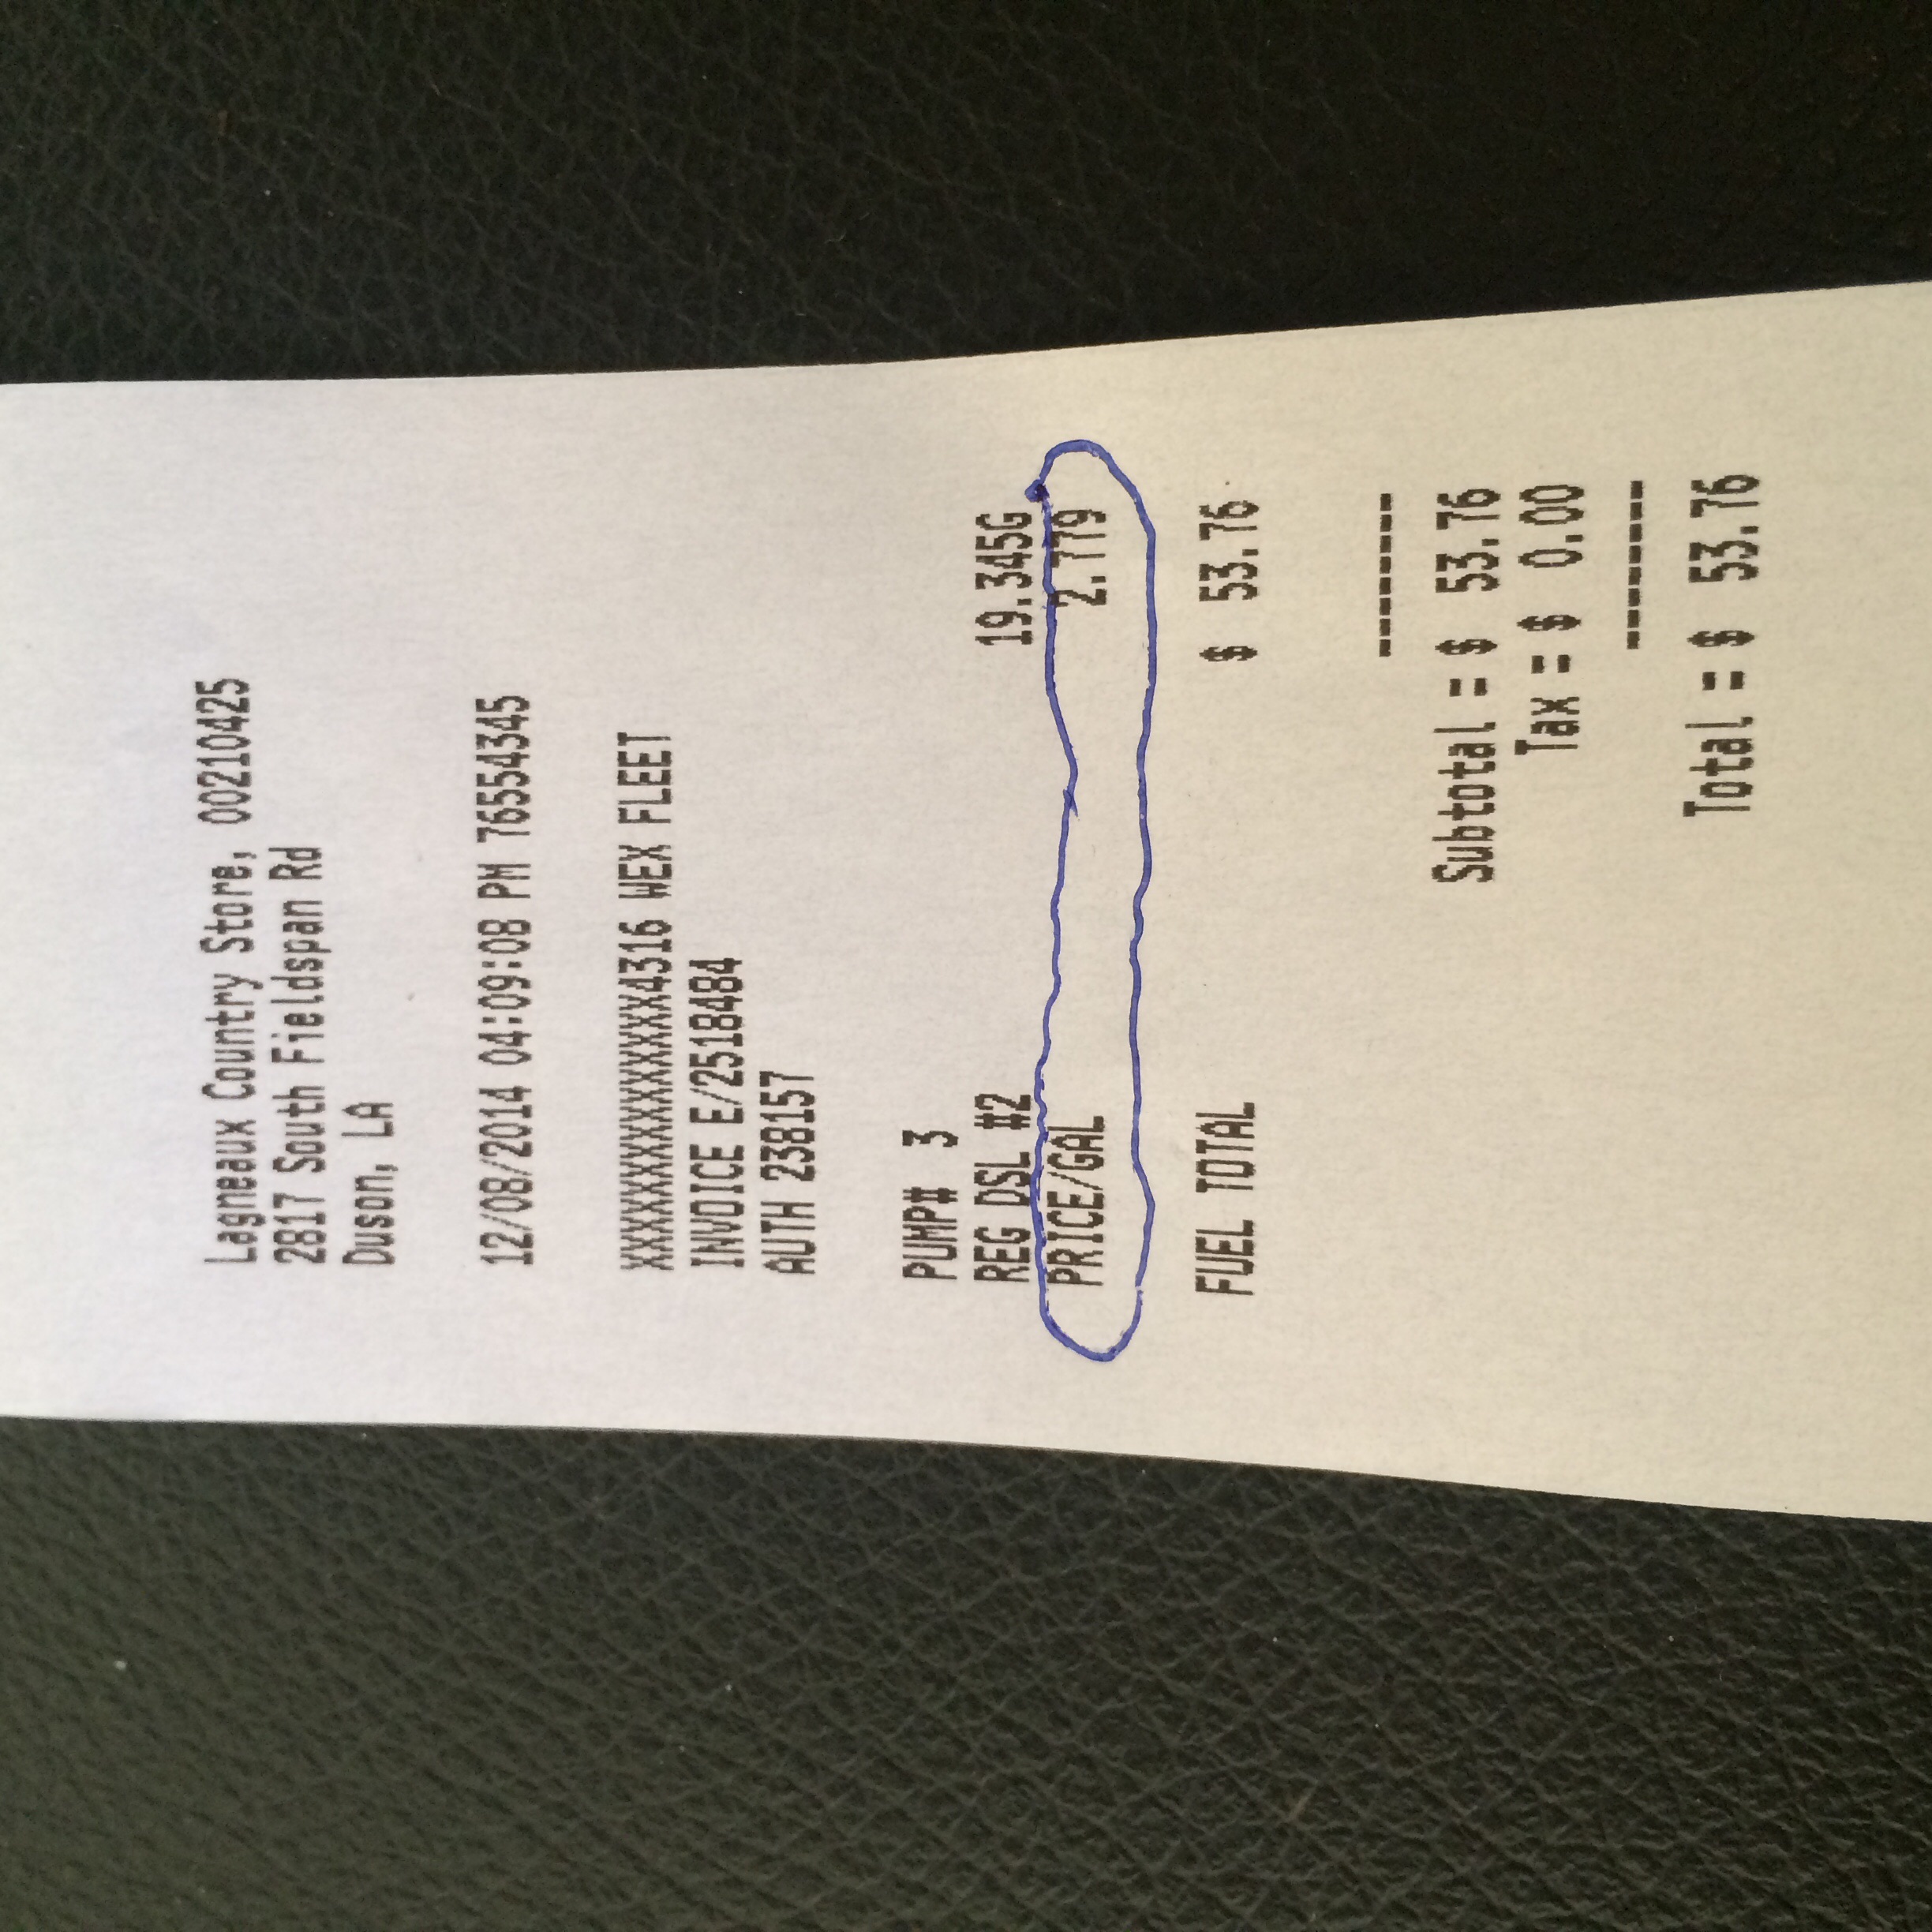 Lagneaux Country Store, 00210425
2817 South Fieldspan Rd
Duson, LA
12/08/2014 04:09:08 PM 76554345
XXXXXXXXXXXXXXX4316 WEX FLEET
INVOICE E/2518484
AUTH 238157
PUMP# 3
REG DSL #2 19.345G
PRICE/GAL 2.779
FUEL TOTAL $ 53.76
--------
Subtotal = $ 53.76
Tax = $ 0.00
--------
Total = $ 53.76